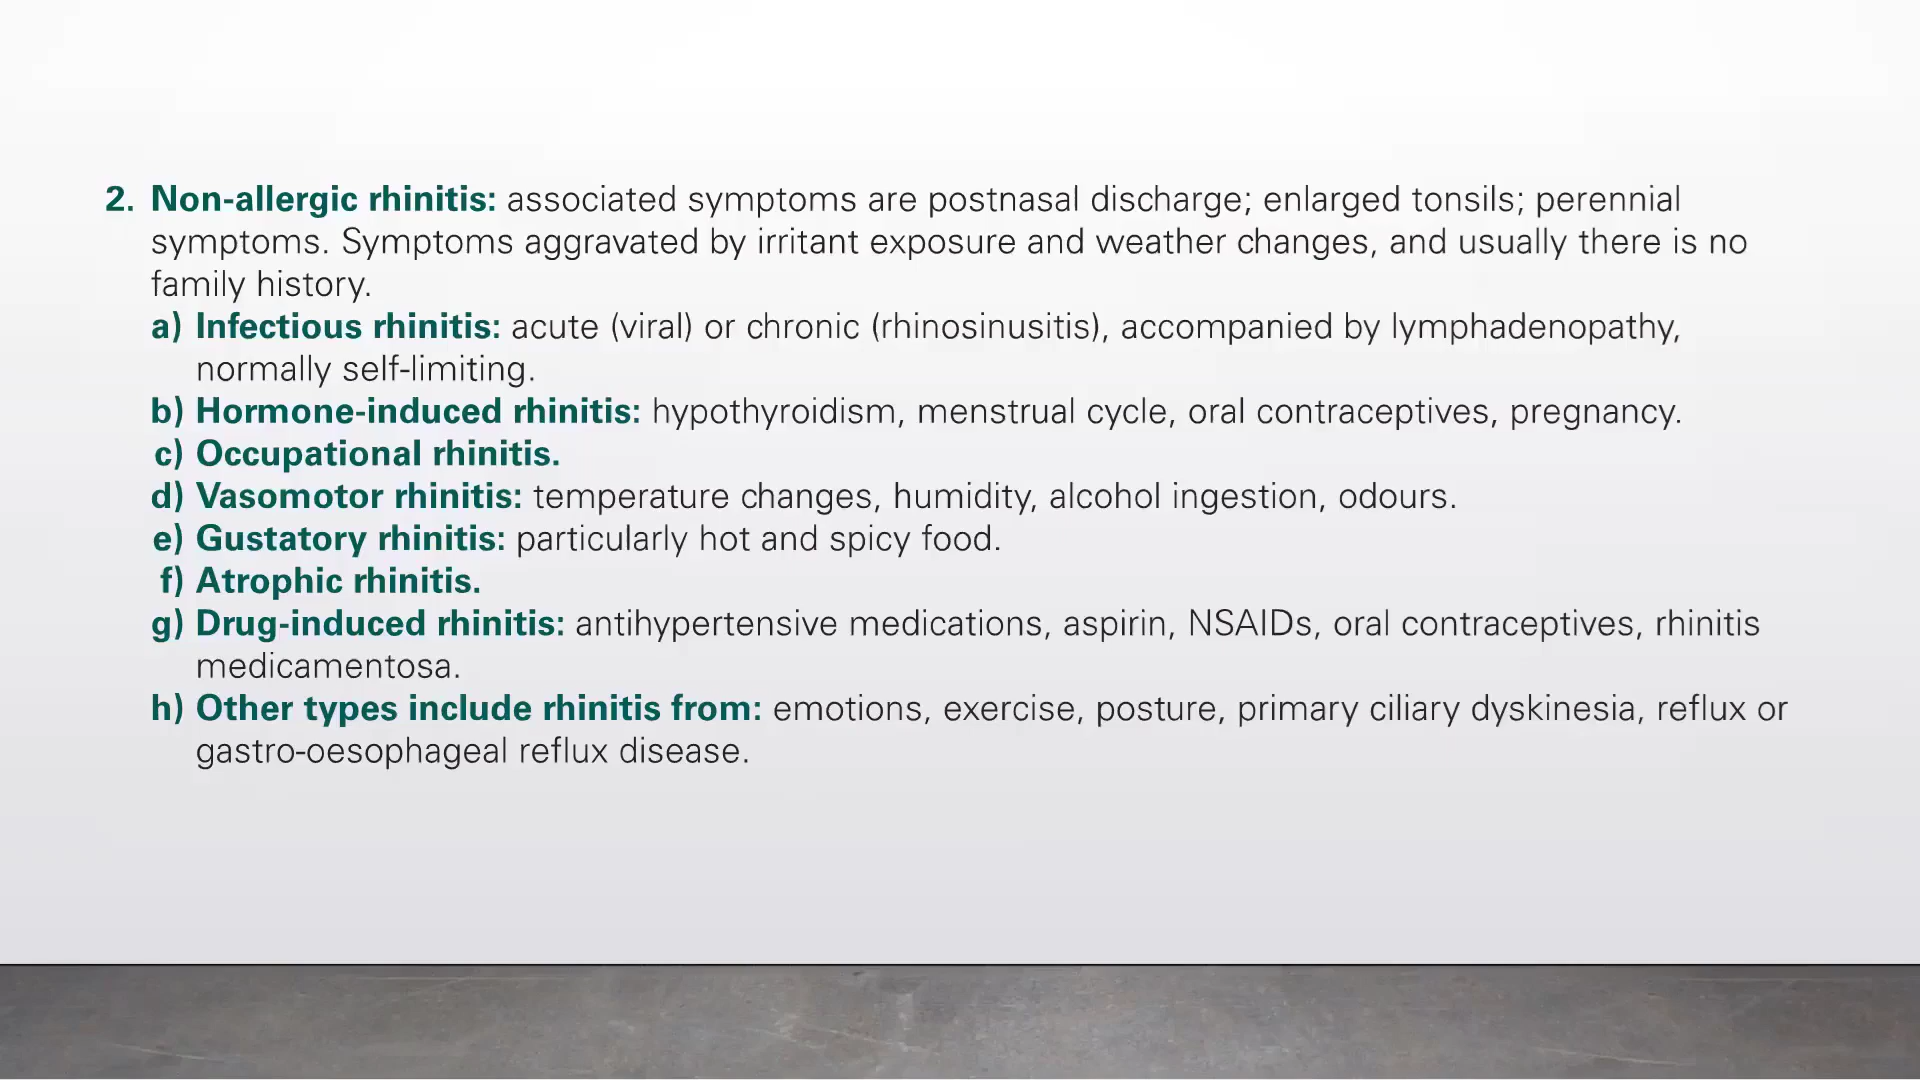 2. Non-allergic rhinitis: associated symptoms are postnasal discharge; enlarged tonsils; perennial
symptoms. Symptoms aggravated by irritant exposure and weather changes, and usually there is no
family history.
a) Infectious rhinitis: acute (viral) or chronic (rhinosinusitis), accompanied by lymphadenopathy,
normally self-limiting.
b) Hormone-induced rhinitis: hypothyroidism, menstrual cycle, oral contraceptives, pregnancy.
c) Occupational rhinitis.
d) Vasomotor rhinitis: temperature changes, humidity, alcohol ingestion, odours.
e) Gustatory rhinitis: particularly hot and spicy food.
f) Atrophic rhinitis.
g) Drug-induced rhinitis: antihypertensive medications, aspirin, NSAIDs, oral contraceptives, rhinitis
medicamentosa.
h) Other types include rhinitis from: emotions, exercise, posture, primary ciliary dyskinesia, reflux or
gastro-oesophageal reflux disease.